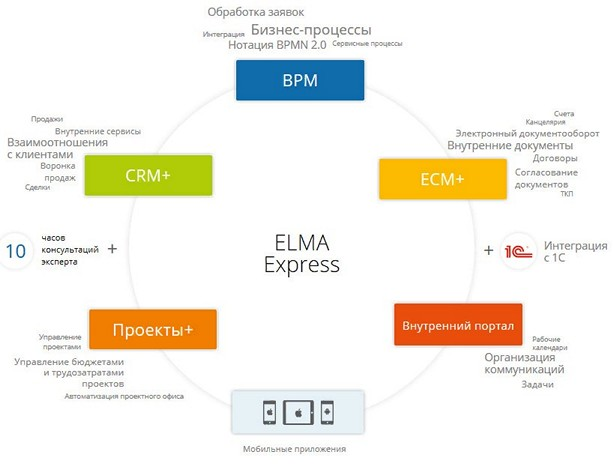 Обработка заявок
Интеграция
Бизнес-процессы
Нотация BPMN 2.0
Сервисные процессы
BPM
Продажи
Внутренние сервисы
Взаимоотношения
с клиентами
Воронка
продаж
Сделки
CRM+
Счета
Канцелярия
Электронный документооборот
Внутренние документы
Договоры
Согласование
документов
ТКП
ECM+
10
часов
консультаций
эксперта
+
ELMA
Express
+
1С
Интеграция
с 1С
Проекты+
Управление
проектами
Управление бюджетами
и трудозатратами
проектов
Автоматизация проектного офиса
Внутренний портал
Рабочие
календари
Организация
коммуникаций
Задачи
Мобильные приложения